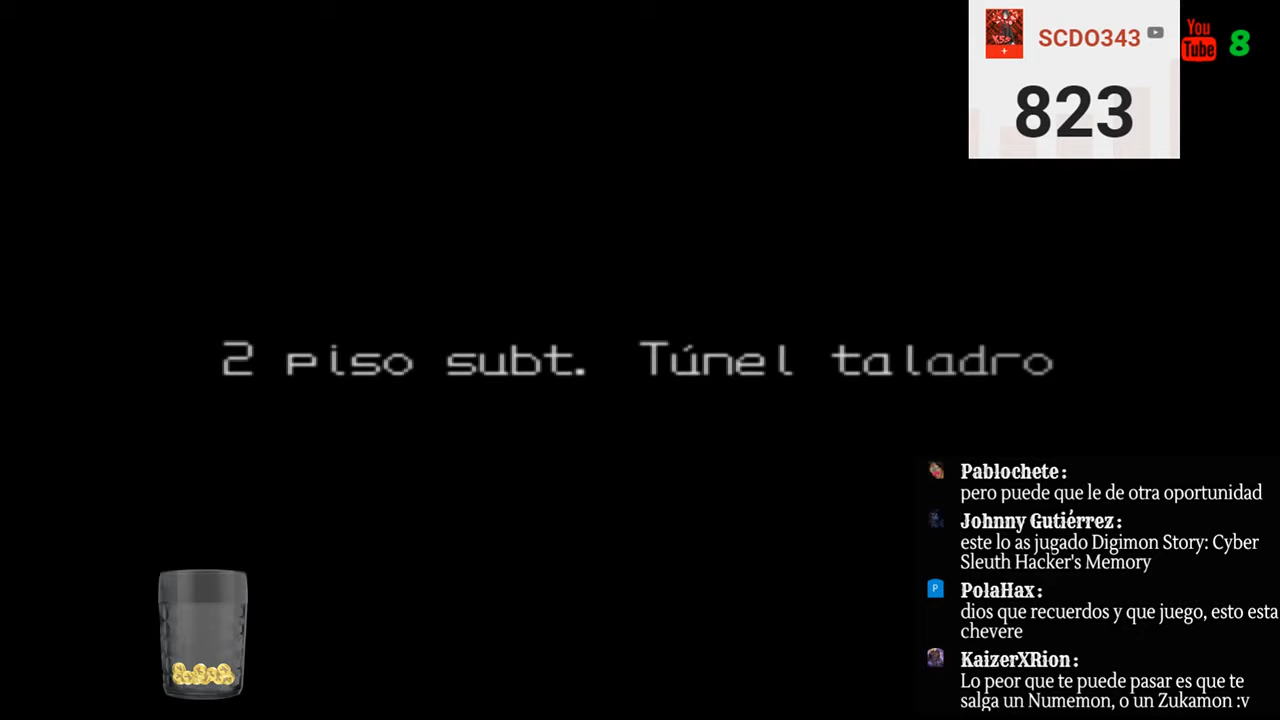 SCDO343
You
Tube
8
823
2 piso subt. Túnel taladro
Pablochete:
pero puede que le de otra oportunidad
Johnny Gutiérrez:
este lo as jugado Digimon Story: Cyber
Sleuth Hacker's Memory
P
PolaHax:
dios que recuerdos y que juego, esto esta
chevere
KaizerXRion:
Lo peor que te puede pasar es que te
salga un Numemon, o un Zukamon :v